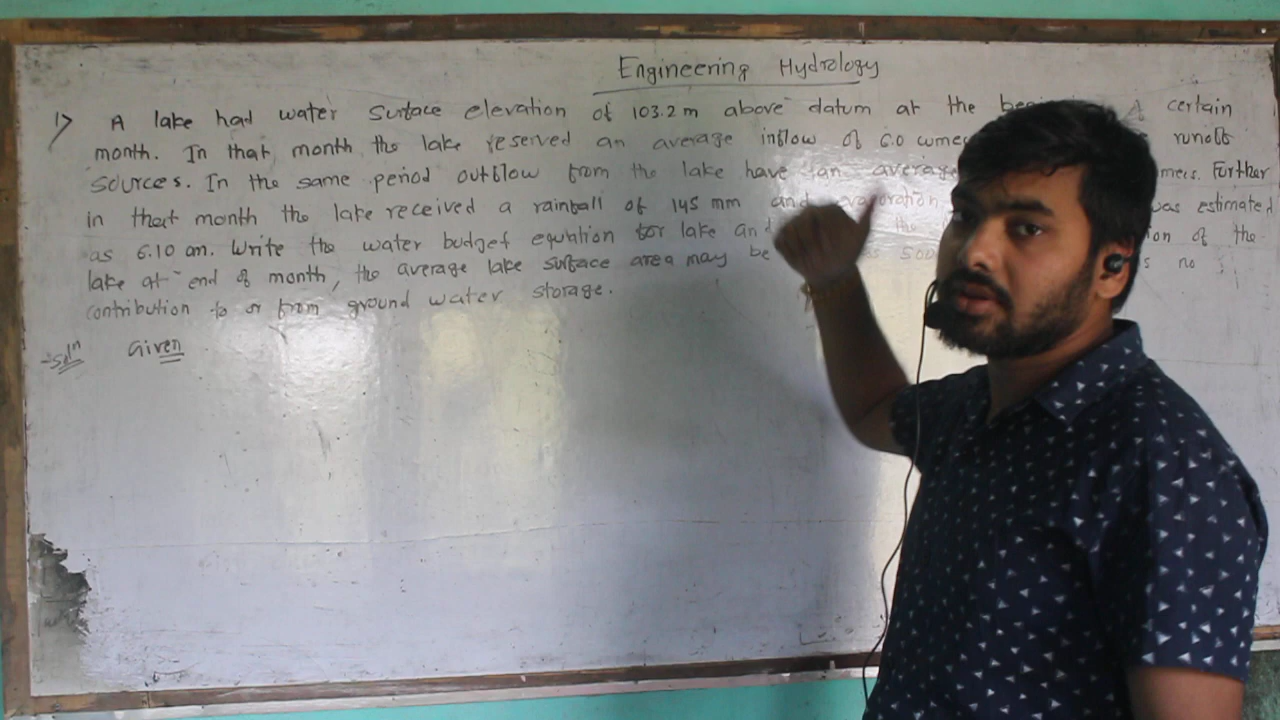 Engineering Hydrology
1> A lake had water surface elevation of 103.2 m above datum at the certain
month. In that month the lake reserved an average inflow of 6.0 runoff
sources. In the same period outflow from the lake have an average Further
in that month the lake received a rainfall of 145 mm and evaporation was estimated
as 6.10 cm. Write the water budget equation for lake and the of the
lake at end of month, the average lake surface area may be as 500 no
contribution to or from ground water storage.
Soln Given